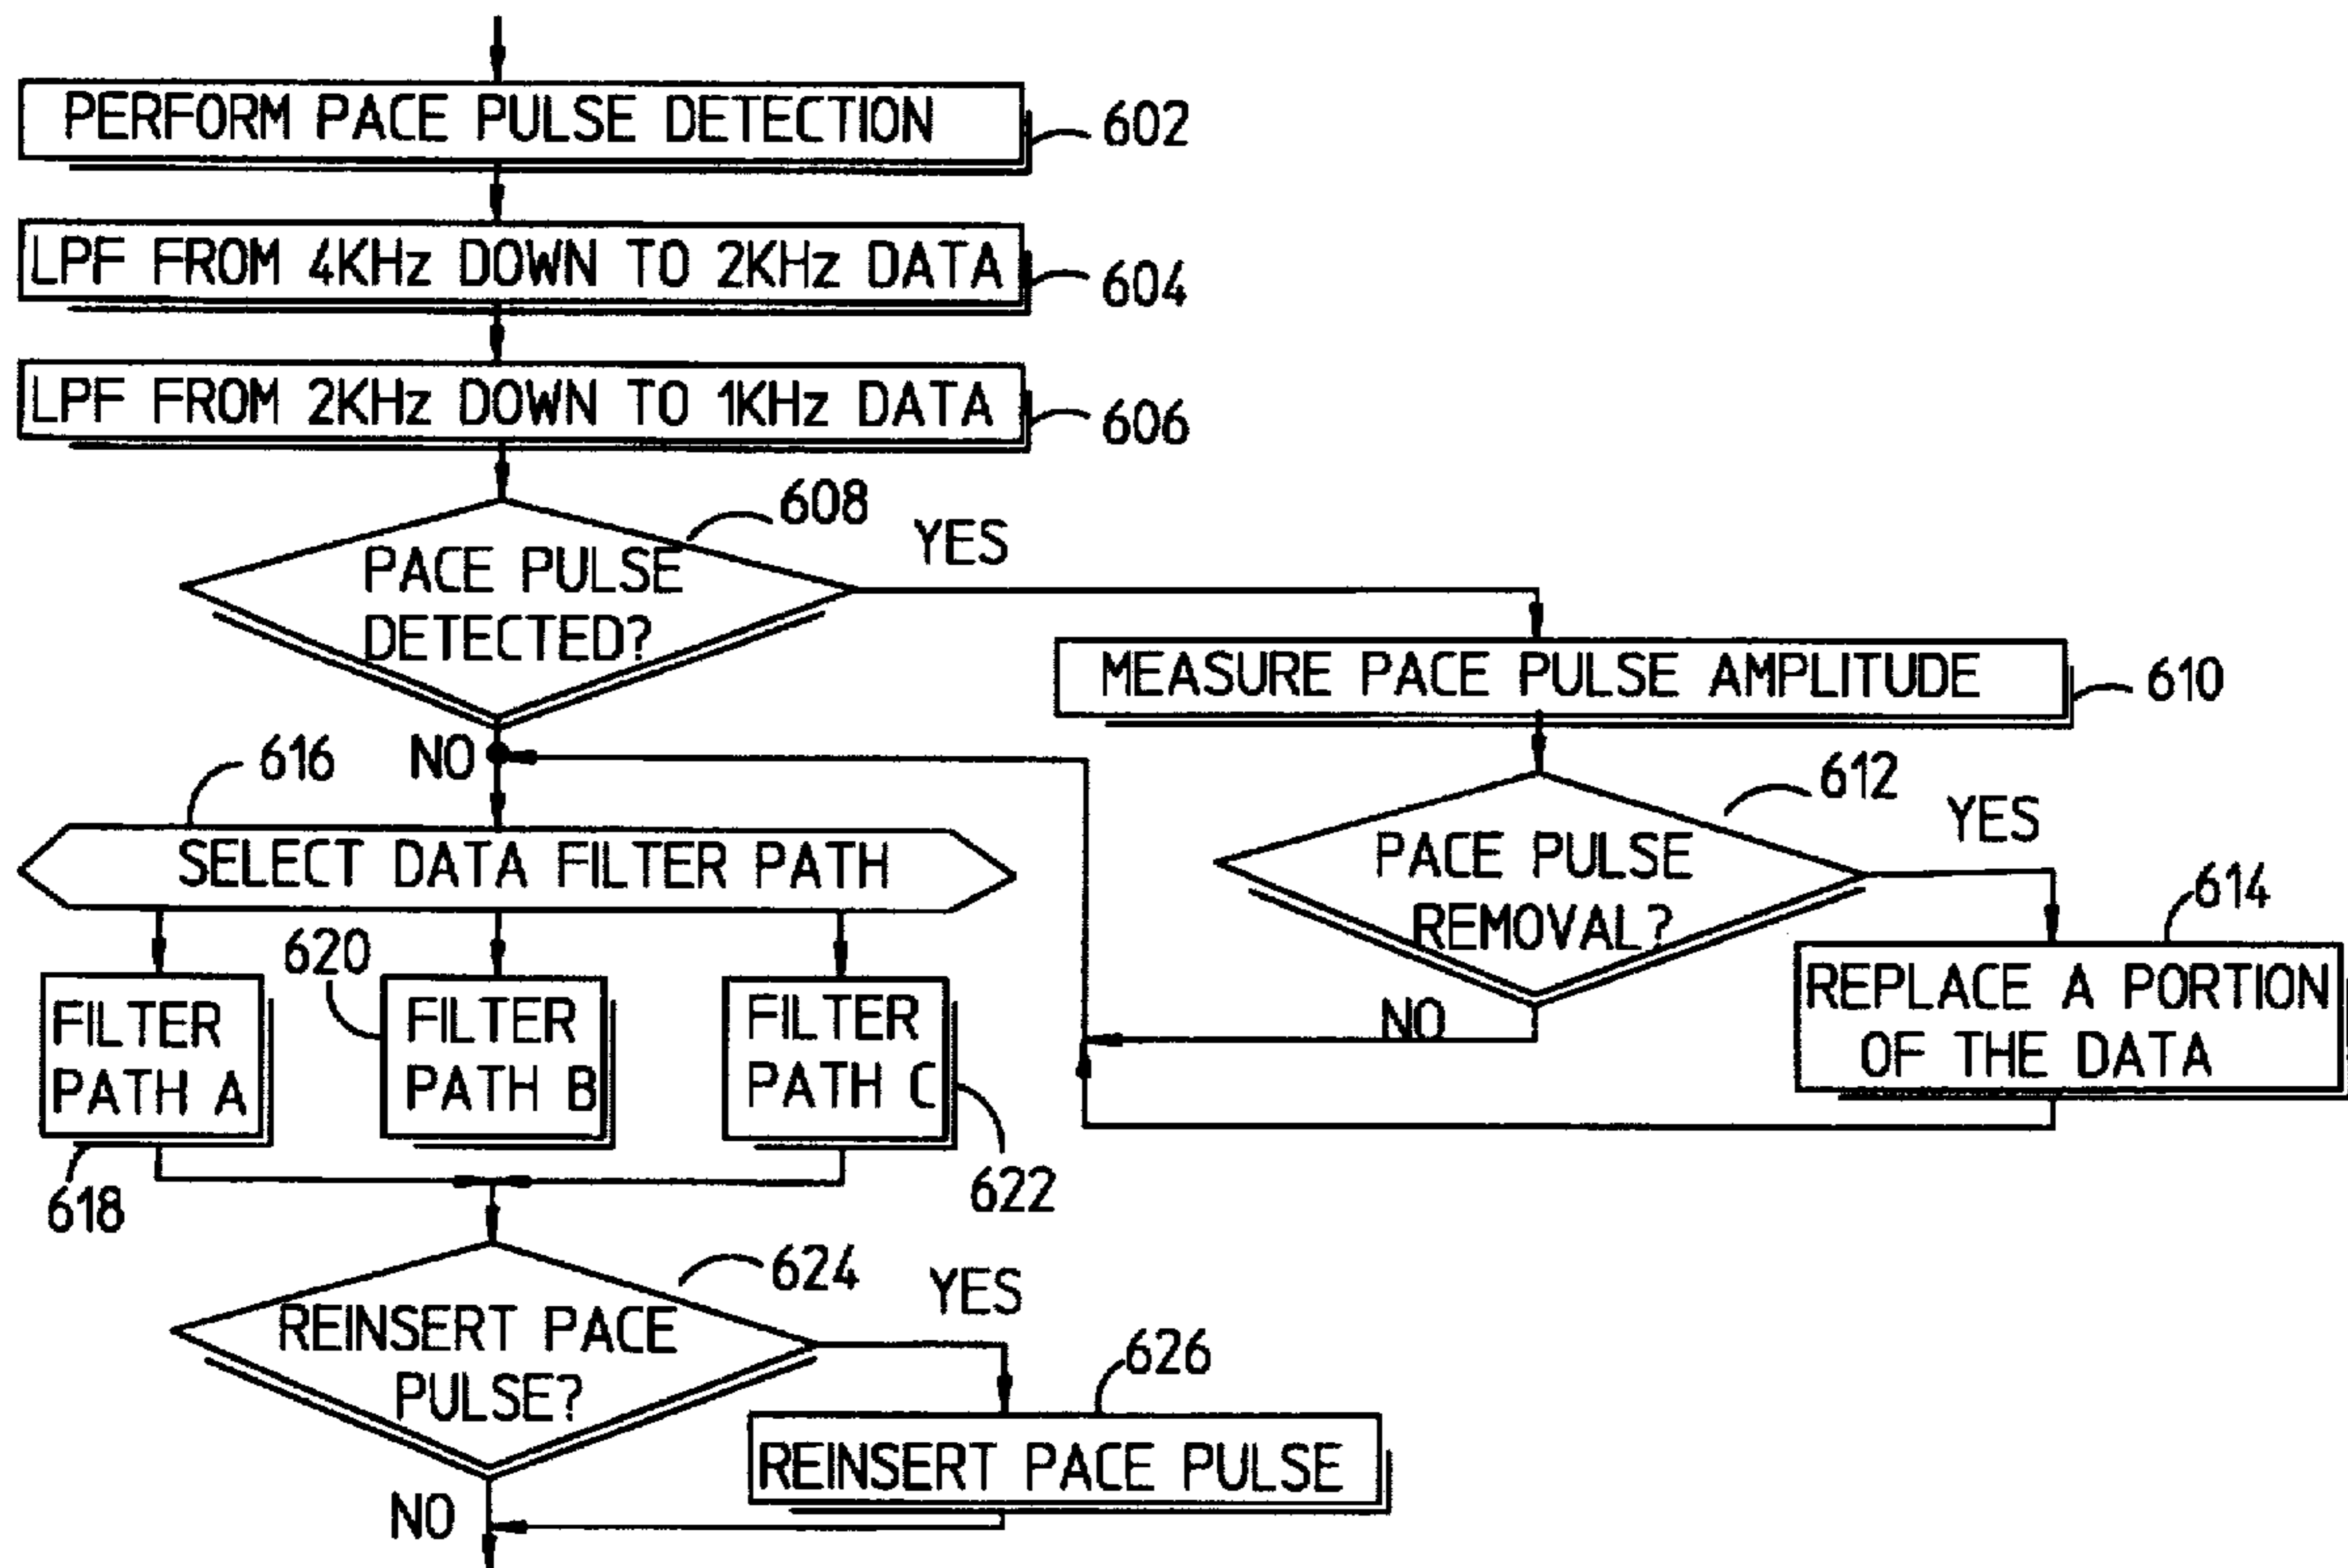 PERFORM PACE PULSE DETECTION
602
LPF FROM 4KHz DOWN TO 2KHz DATA
604
LPF FROM 2KHz DOWN TO 1KHz DATA
606
608
YES
PACE PULSE
DETECTED?
MEASURE PACE PULSE AMPLITUDE
610
NO
616
612
YES
SELECT DATA FILTER PATH
PACE PULSE
REMOVAL?
614
620
NO
REPLACE A PORTION
OF THE DATA
FILTER
PATH A
FILTER
PATH B
FILTER
PATH C
618
622
624
YES
REINSERT PACE
PULSE?
626
REINSERT PACE PULSE
NO